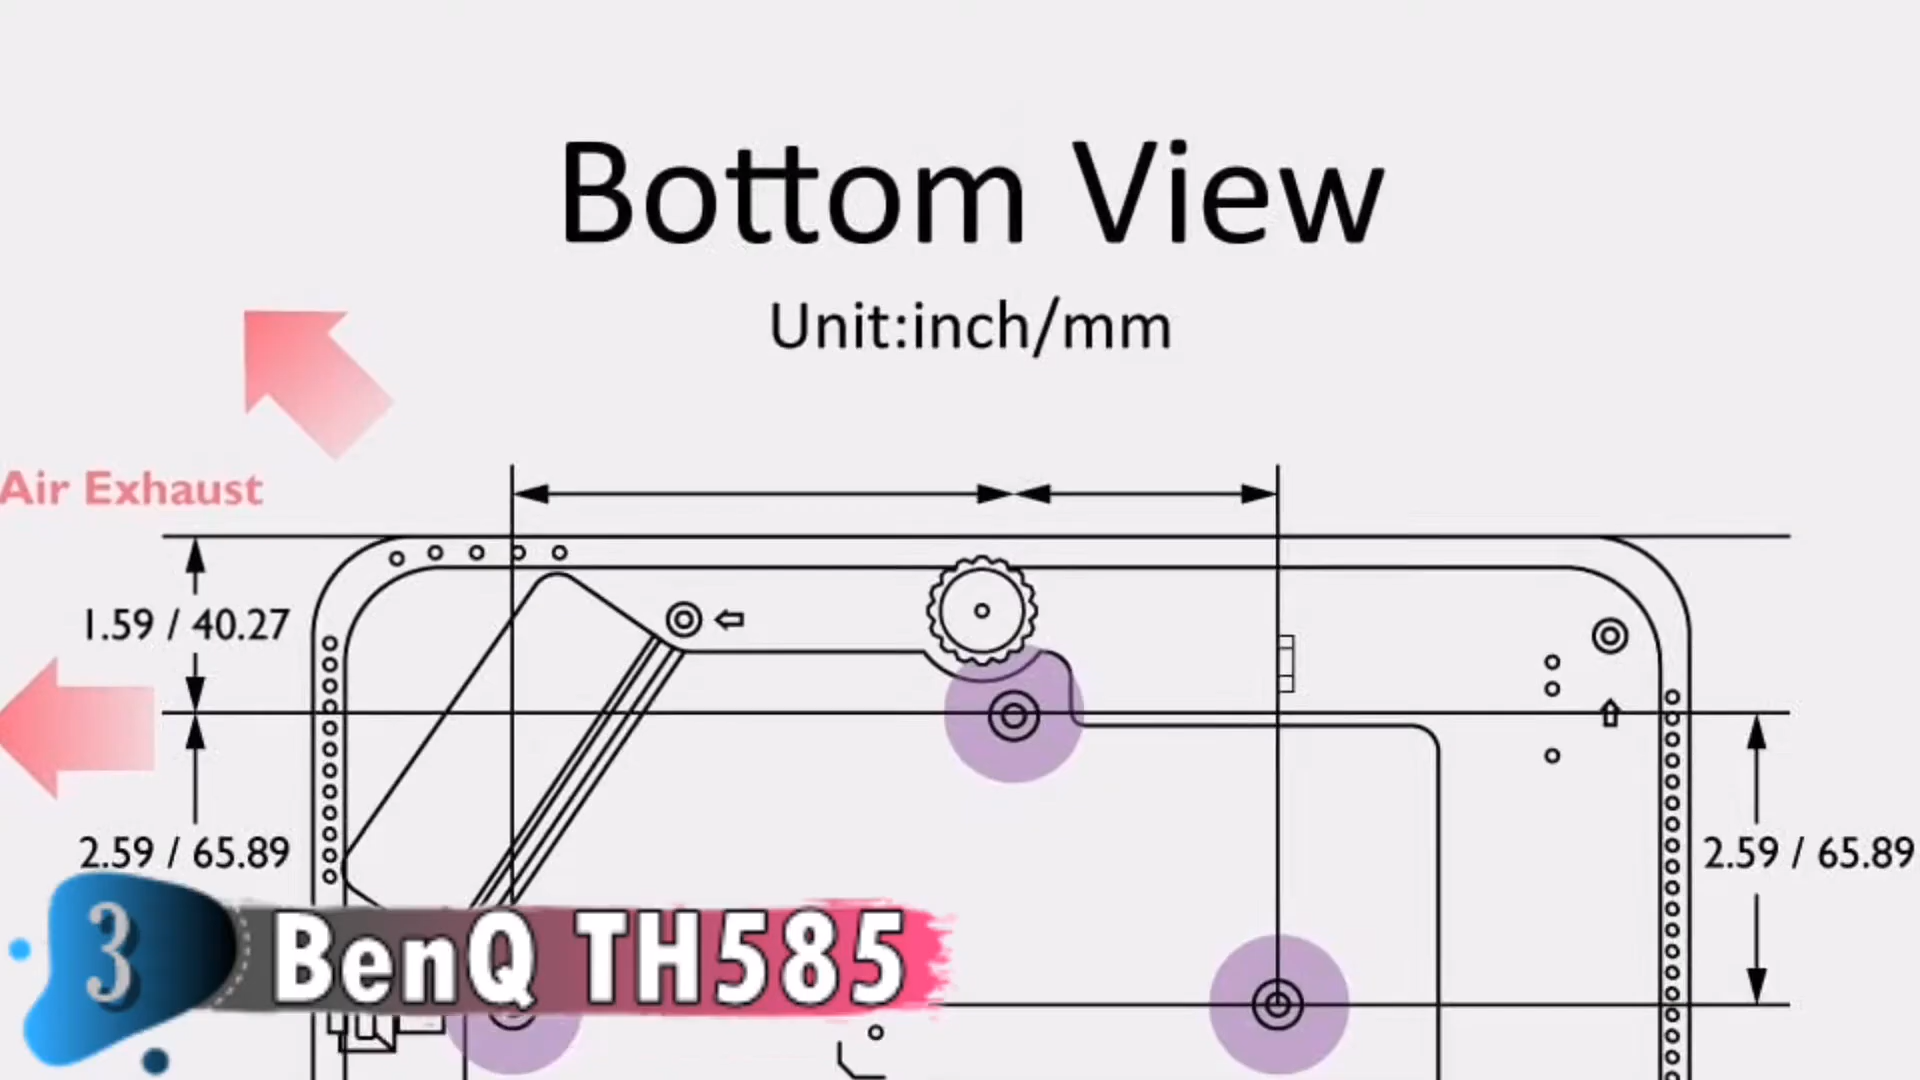 Bottom View
Unit:inch/mm
Air Exhaust
1.59 / 40.27
2.59 / 65.89
2.59 / 65.89
3
BenQ TH585